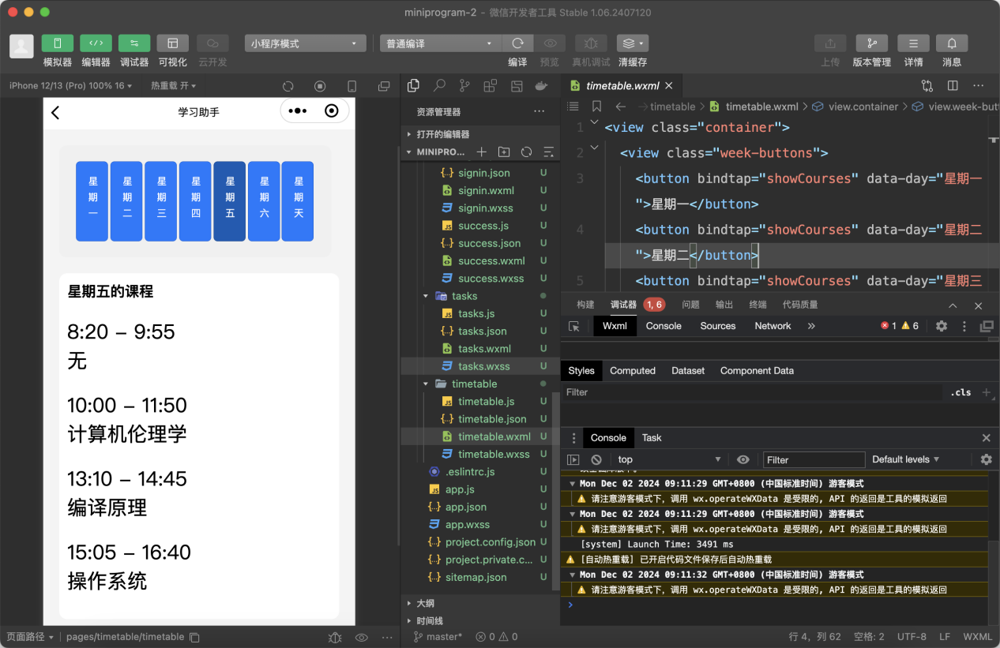 miniprogram-2 - 微信开发者工具 Stable 1.06.2407120
模拟器 编辑器 调试器 可视化 云开发
小程序模式
普通编译
编译 预览 真机调试 清缓存
上传 版本管理 详情 消息
iPhone 12/13 (Pro) 100% 16
热重载 开
学习助手
星期一
星期二
星期三
星期四
星期五
星期六
星期天
星期五的课程
8:20 – 9:55
无
10:00 – 11:50
计算机伦理学
13:10 – 14:45
编译原理
15:05 – 16:40
操作系统
页面路径 pages/timetable/timetable
资源管理器
打开的编辑器
MINIPRO...
signin.json U
signin.wxml U
signin.wxss U
success.js U
success.json U
success.wxml U
success.wxss U
tasks
tasks.js U
tasks.json U
tasks.wxml U
tasks.wxss U
timetable
timetable.js U
timetable.json U
timetable.wxml U
timetable.wxss U
.eslintrc.js U
app.js U
app.json U
app.wxss U
project.config.json U
project.private.c... U
sitemap.json U
大纲
时间线
master* 0 0
timetable.wxml
timetable > timetable.wxml > view.container > view.week-but
1 <view class="container">
2 <view class="week-buttons">
3 <button bindtap="showCourses" data-day="星期一
">星期一</button>
4 <button bindtap="showCourses" data-day="星期二
">星期二</button>
5 <button bindtap="showCourses" data-day="星期三
构建 调试器 1, 6 问题 输出 终端 代码质量
Wxml Console Sources Network 1 6
Styles Computed Dataset Component Data
Filter .cls
Console Task
top Filter Default levels
Mon Dec 02 2024 09:11:29 GMT+0800 (中国标准时间) 游客模式
请注意游客模式下, 调用 wx.operateWXData 是受限的, API 的返回是工具的模拟返回
Mon Dec 02 2024 09:11:29 GMT+0800 (中国标准时间) 游客模式
请注意游客模式下, 调用 wx.operateWXData 是受限的, API 的返回是工具的模拟返回
[system] Launch Time: 3491 ms
[自动热重载] 已开启代码文件保存后自动热重载
Mon Dec 02 2024 09:11:32 GMT+0800 (中国标准时间) 游客模式
请注意游客模式下, 调用 wx.operateWXData 是受限的, API 的返回是工具的模拟返回
行 4，列 62 空格: 2 UTF-8 LF WXML